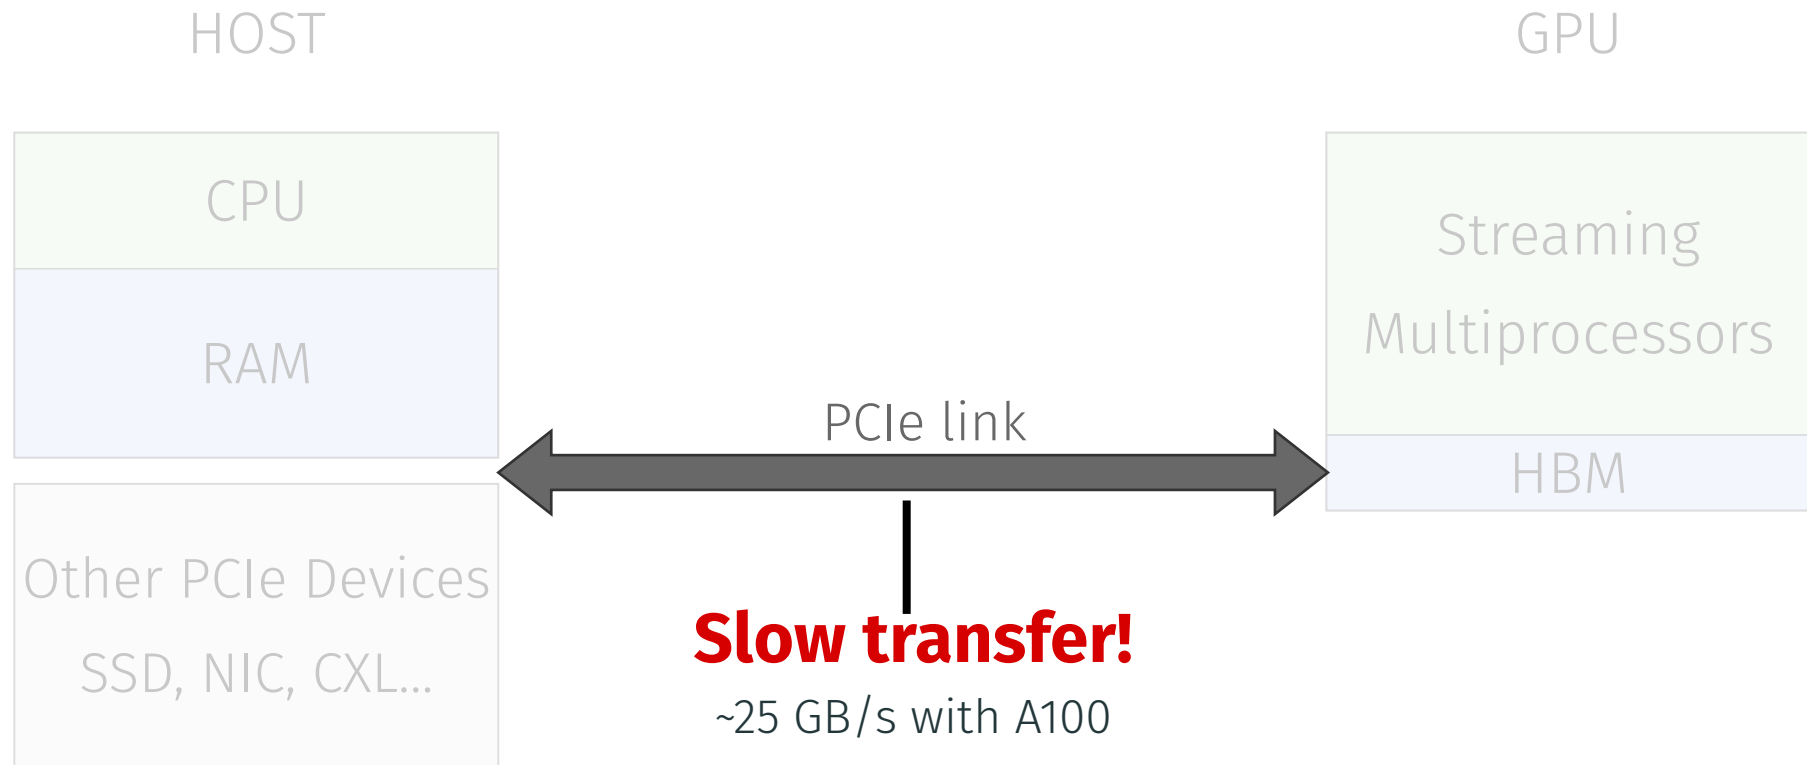 HOST
GPU
CPU
RAM
Streaming
Multiprocessors
PCIe link
HBM
Other PCIe Devices
SSD, NIC, CXL...
Slow transfer!
~25 GB/s with A100